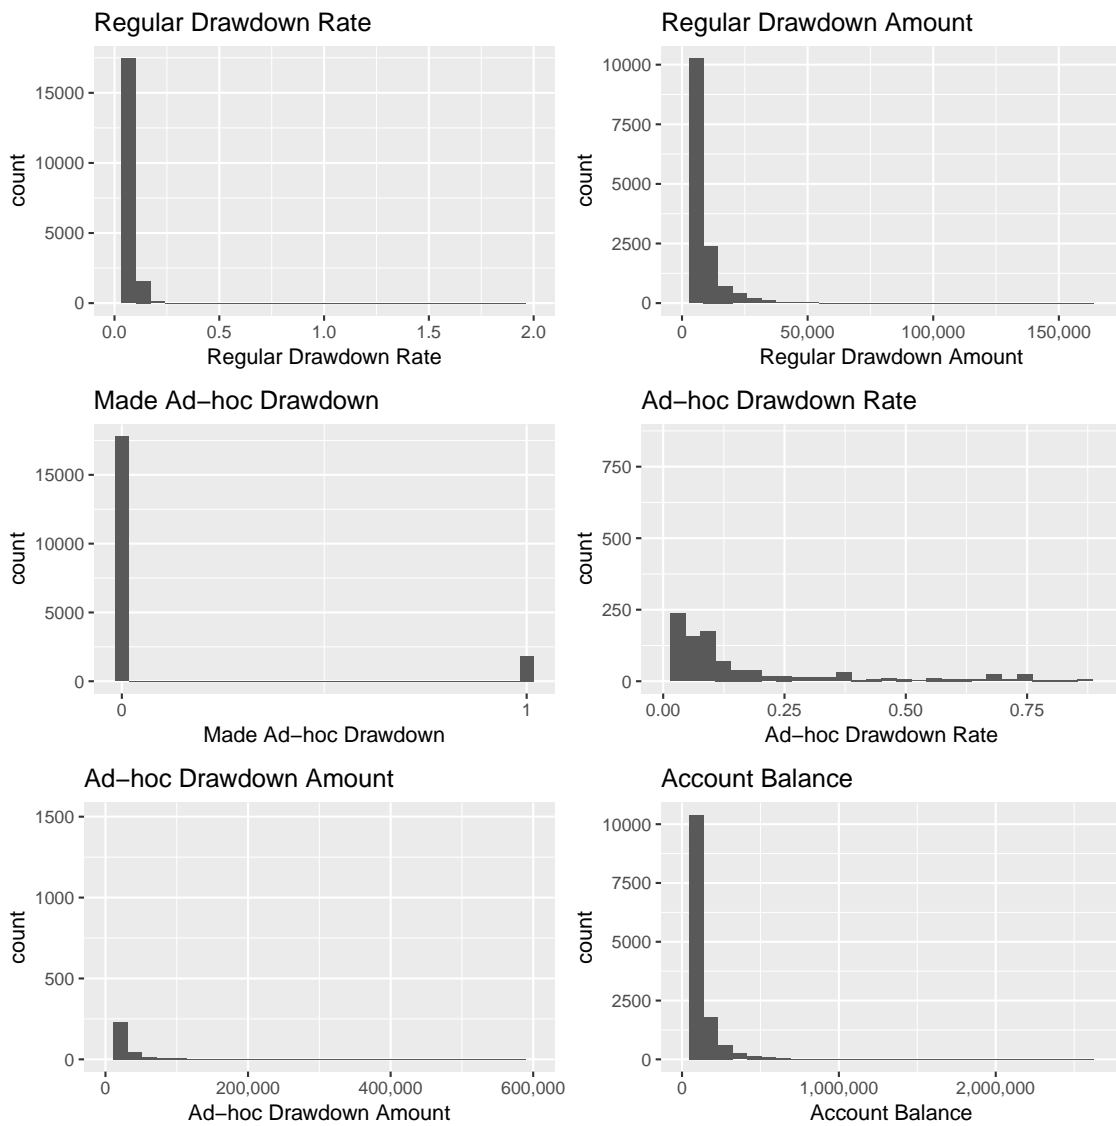 Regular Drawdown Rate
count
15000
10000
5000
0
0.0 0.5 1.0 1.5 2.0
Regular Drawdown Rate
Regular Drawdown Amount
count
10000
7500
5000
2500
0
0 50,000 100,000 150,000
Regular Drawdown Amount
Made Ad−hoc Drawdown
count
15000
10000
5000
0
0 1
Made Ad−hoc Drawdown
Ad−hoc Drawdown Rate
count
750
500
250
0
0.00 0.25 0.50 0.75
Ad−hoc Drawdown Rate
Ad−hoc Drawdown Amount
count
1500
1000
500
0
0 200,000 400,000 600,000
Ad−hoc Drawdown Amount
Account Balance
count
10000
7500
5000
2500
0
0 1,000,000 2,000,000
Account Balance